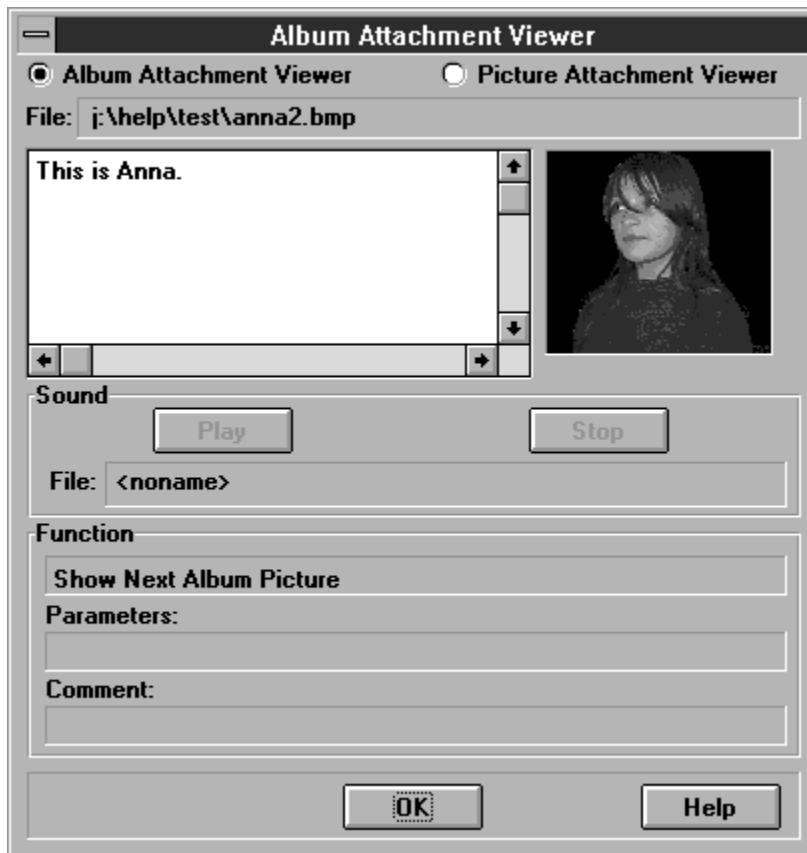 Album Attachment Viewer
Album Attachment Viewer Picture Attachment Viewer
File: j:\help\test\anna2.bmp
This is Anna.
Sound
Play Stop
File: <noname>
Function
Show Next Album Picture
Parameters:
Comment:
OK Help